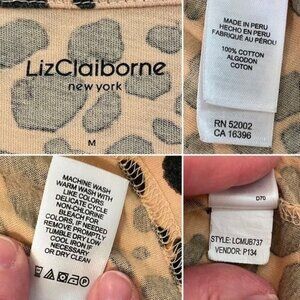 LizClaiborne
new york
M
MADE IN PERU
HECHO EN PERU
FABRIQUÉ AU PÉROU
100% COTTON
ALGODON
COTON
RN 52002
CA 16396
MACHINE WASH
WARM WASH WITH
LIKE COLORS
DELICATE CYCLE
NON-CHLORINE
BLEACH FOR
COLORS, IF NEEDED
REMOVE PROMPTLY
TUMBLE DRY LOW
COOL IRON IF
NECESSARY
OR DRY CLEAN
D70
STYLE: LCMUB737
VENDOR: P134